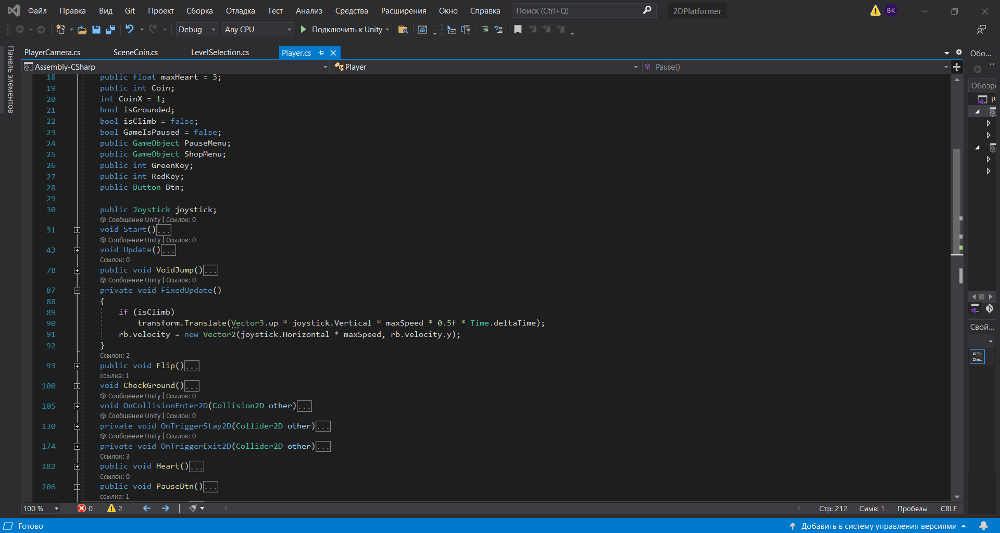 Файл Правка Вид Git Проект Сборка Отладка Тест Анализ Средства Расширения Окно Справка Поиск (Ctrl+Q) 2DPlatformer BK
Debug Any CPU Подключить к Unity
Панель элементов
PlayerCamera.cs SceneCoin.cs LevelSelection.cs Player.cs
Assembly-CSharp Player Pause()
18 public float maxHeart = 3;
19 public int Coin;
20 int CoinX = 1;
21 bool isGrounded;
22 bool isClimb = false;
23 bool GameIsPaused = false;
24 public GameObject PauseMenu;
25 public GameObject ShopMenu;
26 public int GreenKey;
27 public int RedKey;
28 public Button Btn;
29
30 public Joystick joystick;
Сообщение Unity | Ссылок: 0
31 void Start()...
Сообщение Unity | Ссылок: 0
43 void Update()...
Ссылок: 0
78 public void VoidJump()...
Сообщение Unity | Ссылок: 0
87 private void FixedUpdate()
88 {
89 if (isClimb)
90 transform.Translate(Vector3.up * joystick.Vertical * maxSpeed * 0.5f * Time.deltaTime);
91 rb.velocity = new Vector2(joystick.Horizontal * maxSpeed, rb.velocity.y);
92 }
Ссылок: 2
93 public void Flip()...
ссылка: 1
100 void CheckGround()...
Сообщение Unity | Ссылок: 0
105 void OnCollisionEnter2D(Collision2D other)...
Сообщение Unity | Ссылок: 0
130 private void OnTriggerStay2D(Collider2D other)...
Сообщение Unity | Ссылок: 0
174 private void OnTriggerExit2D(Collider2D other)...
Ссылок: 3
182 public void Heart()...
Ссылок: 0
206 public void PauseBtn()...
ссылка: 1
Обо...
Обозр
Свой...
100 % 0 2 Стр: 212 Симв: 1 Пробелы CRLF
Готово Добавить в систему управления версиями